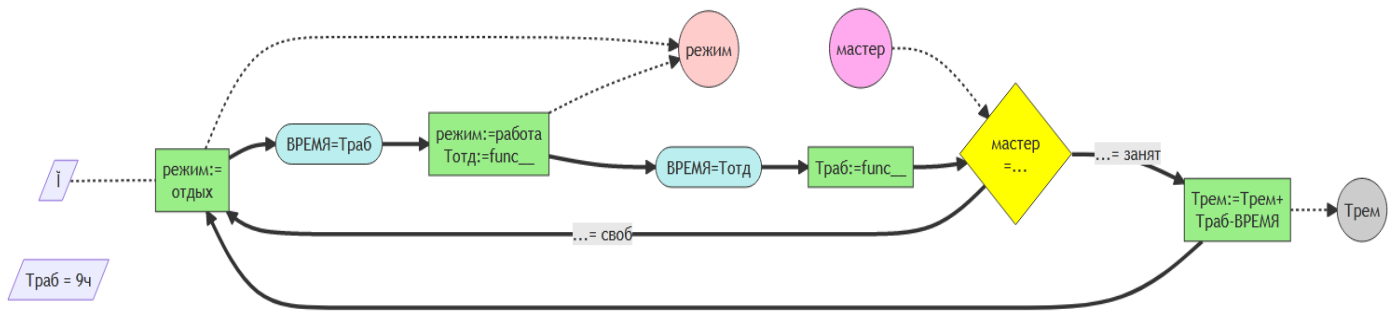 режим
мастер
ВРЕМЯ=Траб
режим:=работа
Тотд:=func__
мастер
=...
...= занят
Ї
режим:=
отдых
ВРЕМЯ=Тотд
Траб:=func__
Трем:=Трем+
Траб-ВРЕМЯ
Трем
...= своб
Траб = 9ч